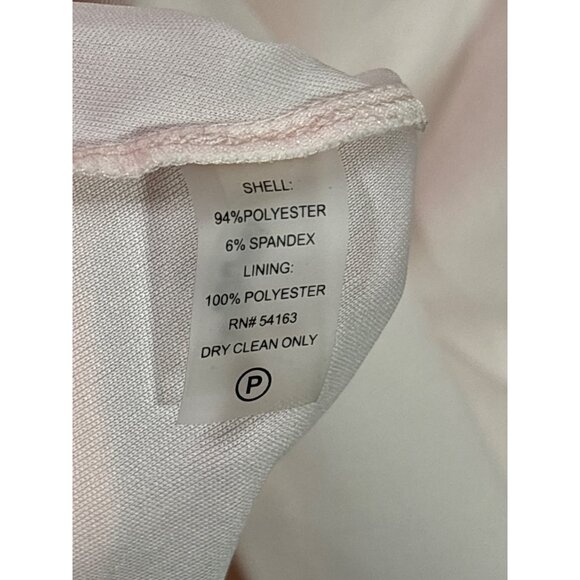 SHELL:
94%POLYESTER
6% SPANDEX
LINING:
100% POLYESTER
RN# 54163
DRY CLEAN ONLY
P